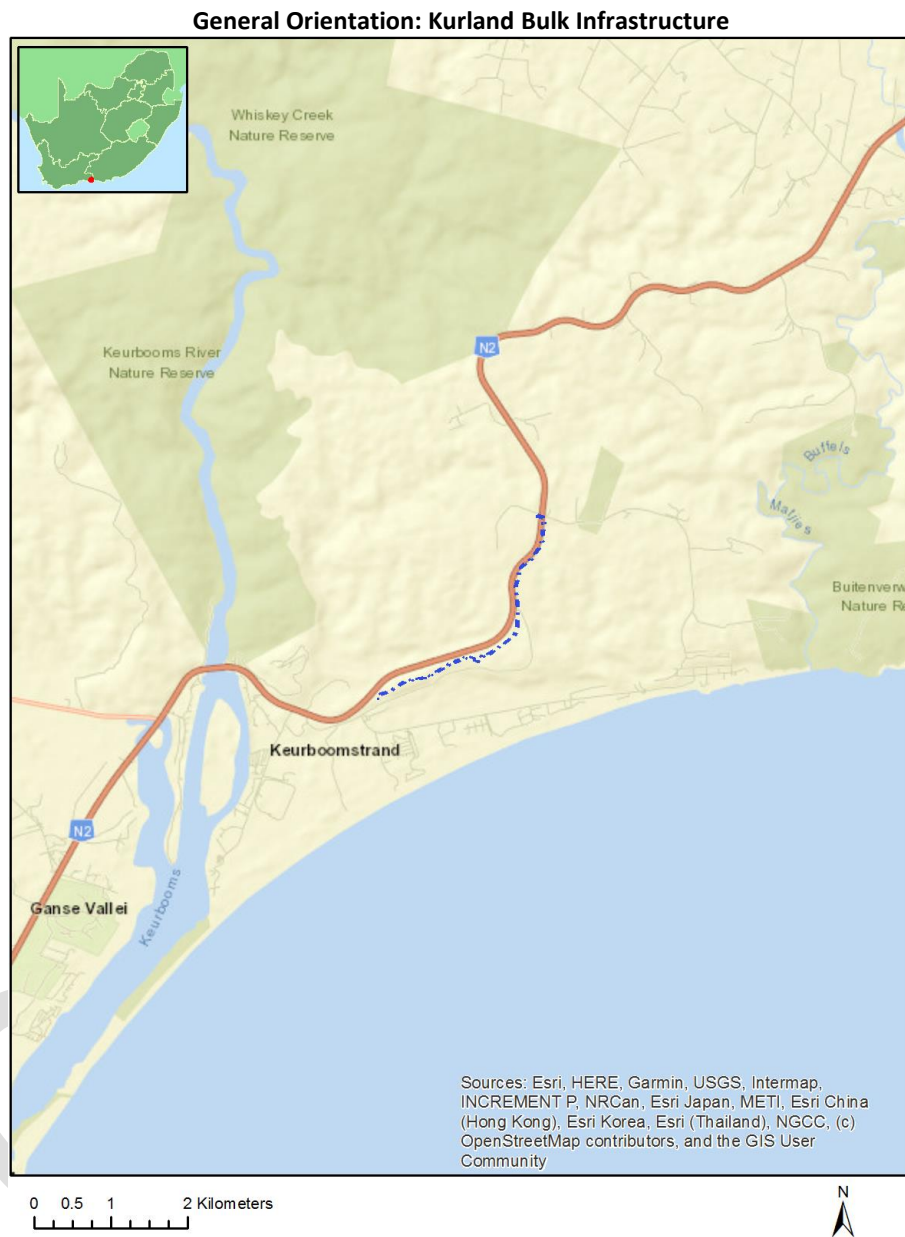 General Orientation: Kurland Bulk Infrastructure
Whiskey Creek
Nature Reserve
Keurbooms River
Nature Reserve
N2
Buffels
Matjies
Buitenverw
Nature Re
Keurboomstrand
N2
Ganse Vallei
Keurbooms
Sources: Esri, HERE, Garmin, USGS, Intermap,
INCREMENT P, NRCan, Esri Japan, METI, Esri China
(Hong Kong), Esri Korea, Esri (Thailand), NGCC, (c)
OpenStreetMap contributors, and the GIS User
Community
0 0.5 1 2 Kilometers
N